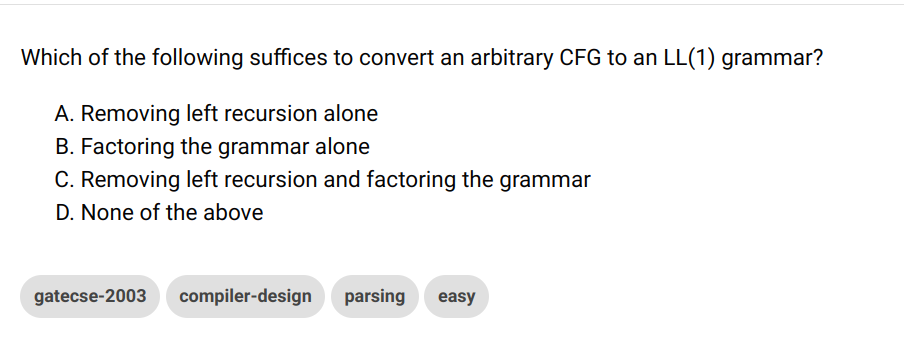 Which of the following suffices to convert an arbitrary CFG to an LL(1) grammar?
A. Removing left recursion alone
B. Factoring the grammar alone
C. Removing left recursion and factoring the grammar
D. None of the above
gatecse-2003 compiler-design parsing easy